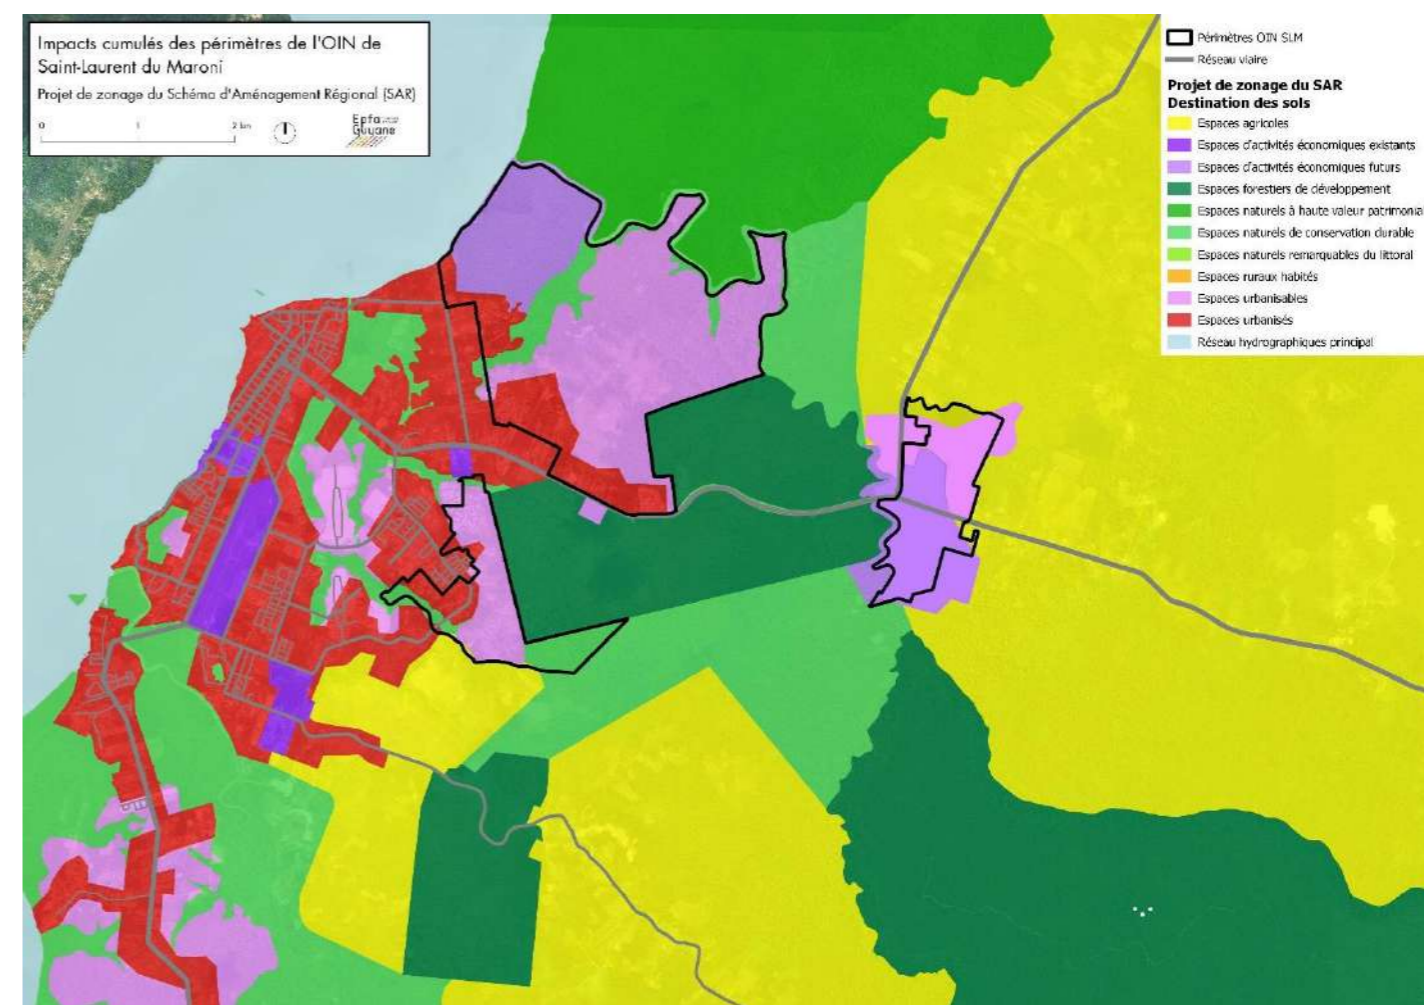 Impacts cumulés des périmètres de l'OIN de
Saint-Laurent du Maroni
Projet de zonage du Schéma d'Aménagement Régional (SAR)
0 1 2 km
Epfa
Guyane
Périmètres OIN SLM
Réseau viaire
Projet de zonage du SAR
Destination des sols
Espaces agricoles
Espaces d'activités économiques existants
Espaces d'activités économiques futurs
Espaces forestiers de développement
Espaces naturels à haute valeur patrimonia
Espaces naturels de conservation durable
Espaces naturels remarquables du littoral
Espaces ruraux habités
Espaces urbanisables
Espaces urbanisés
Réseau hydrographiques principal